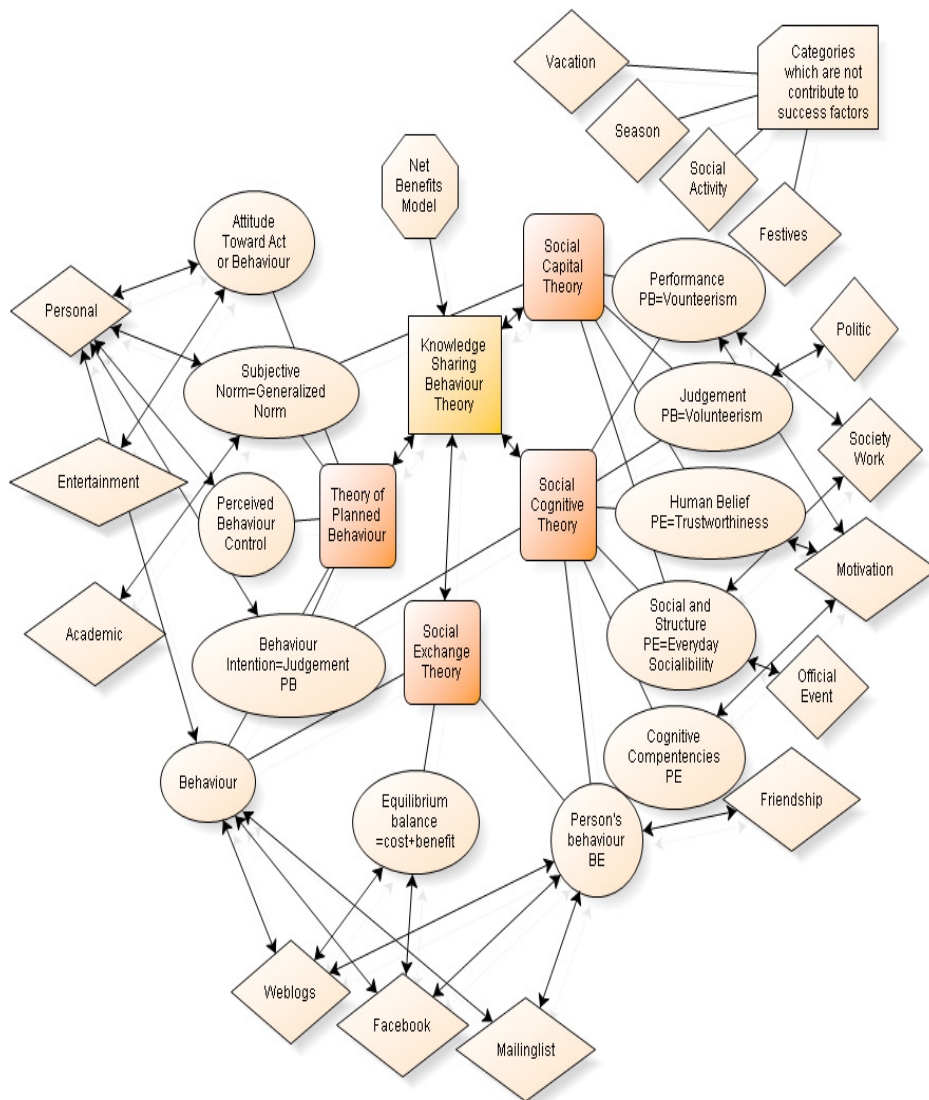 Vacation
Categories
which are not
contribute to
success factors
Season
Social
Activity
Festives
Net
Benefits
Model
Attitude
Toward Act
or Behaviour
Social
Capital
Theory
Performance
PB=Vounteerism
Personal
Politic
Knowledge
Sharing
Behaviour
Theory
Subjective
Norm=Generalized
Norm
Judgement
PB=Volunteerism
Society
Work
Entertainment
Perceived
Behaviour
Control
Theory of
Planned
Behaviour
Social
Cognitive
Theory
Human Belief
PE=Trustworthiness
Motivation
Academic
Behaviour
Intention=Judgement
PB
Social
Exchange
Theory
Social and
Structure
PE=Everyday
Socialibility
Official
Event
Cognitive
Compentencies
PE
Behaviour
Equilibrium
balance
=cost+benefit
Person's
behaviour
BE
Friendship
Weblogs
Facebook
Mailinglist